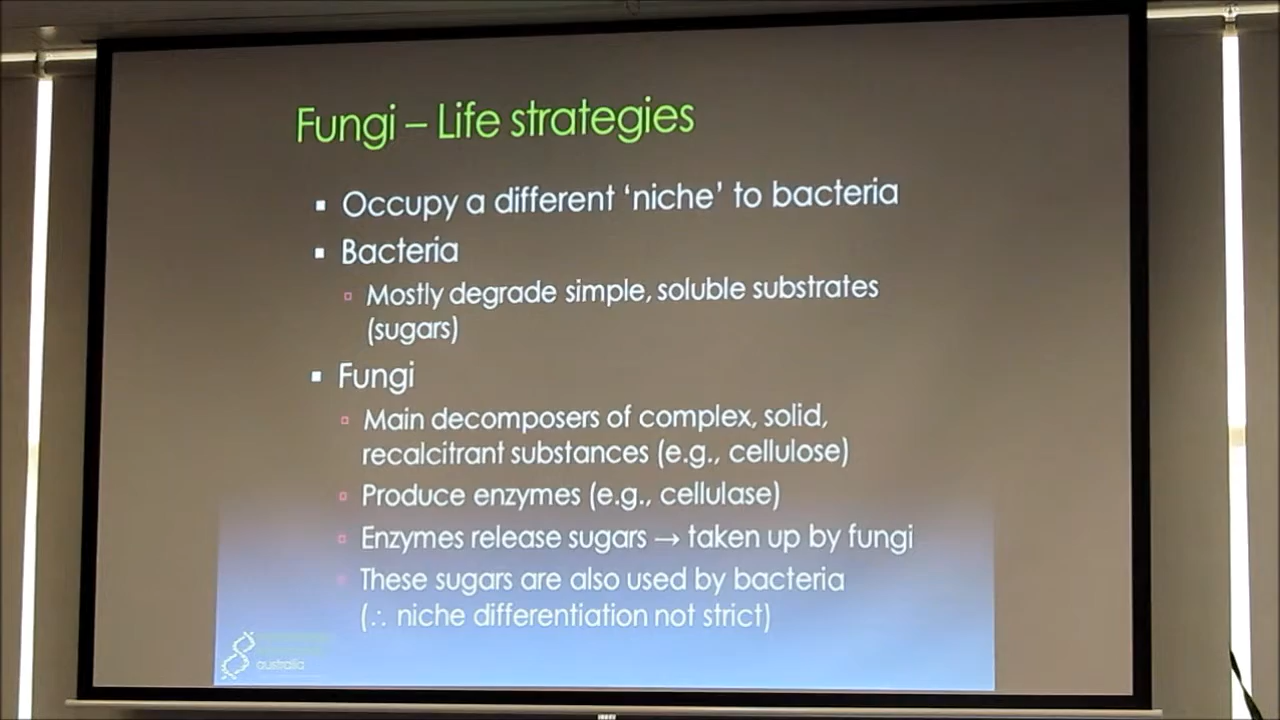 Fungi – Life strategies
▪ Occupy a different ‘niche’ to bacteria
▪ Bacteria
▫ Mostly degrade simple, soluble substrates
(sugars)
▪ Fungi
▫ Main decomposers of complex, solid,
recalcitrant substances (e.g., cellulose)
▫ Produce enzymes (e.g., cellulase)
▫ Enzymes release sugars → taken up by fungi
▫ These sugars are also used by bacteria
(∴ niche differentiation not strict)
australia